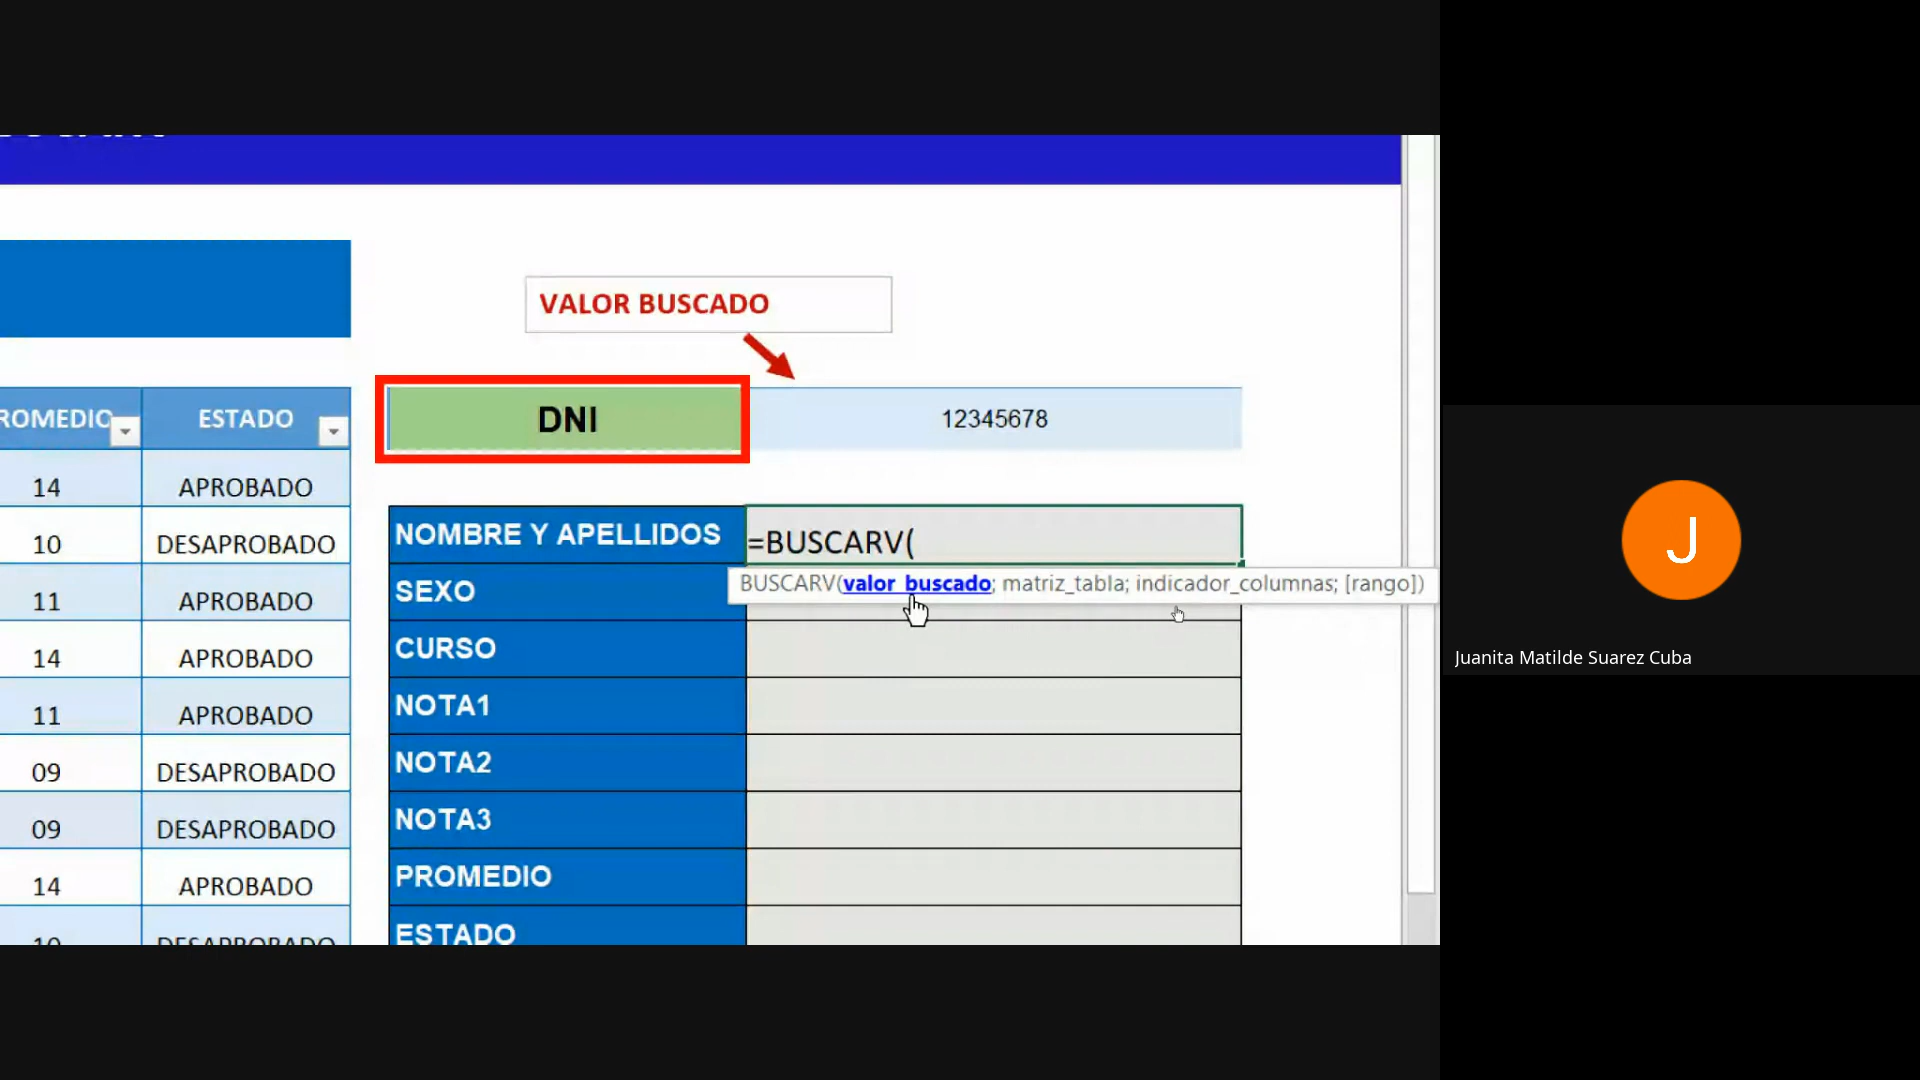 VALOR BUSCADO
ROMEDIO ESTADO
DNI 12345678
14 APROBADO
10 DESAPROBADO
11 APROBADO
14 APROBADO
11 APROBADO
09 DESAPROBADO
09 DESAPROBADO
14 APROBADO
10 DESAPROBADO
NOMBRE Y APELLIDOS =BUSCARV(
BUSCARV(valor_buscado; matriz_tabla; indicador_columnas; [rango])
SEXO
CURSO
NOTA1
NOTA2
NOTA3
PROMEDIO
ESTADO
J
Juanita Matilde Suarez Cuba